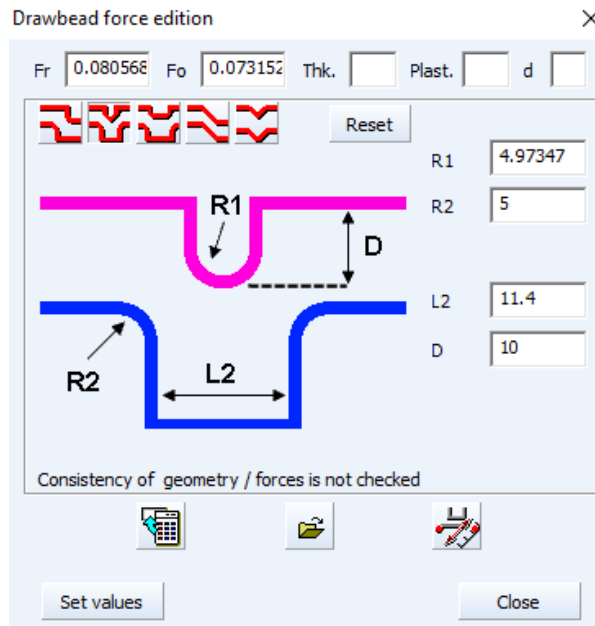 Drawbead force edition
Fr 0.080568 Fo 0.073152 Thk. Plast. d
Reset
R1 4.97347
R2 5
L2 11.4
D 10
R1
D
R2
L2
Consistency of geometry / forces is not checked
Set values Close